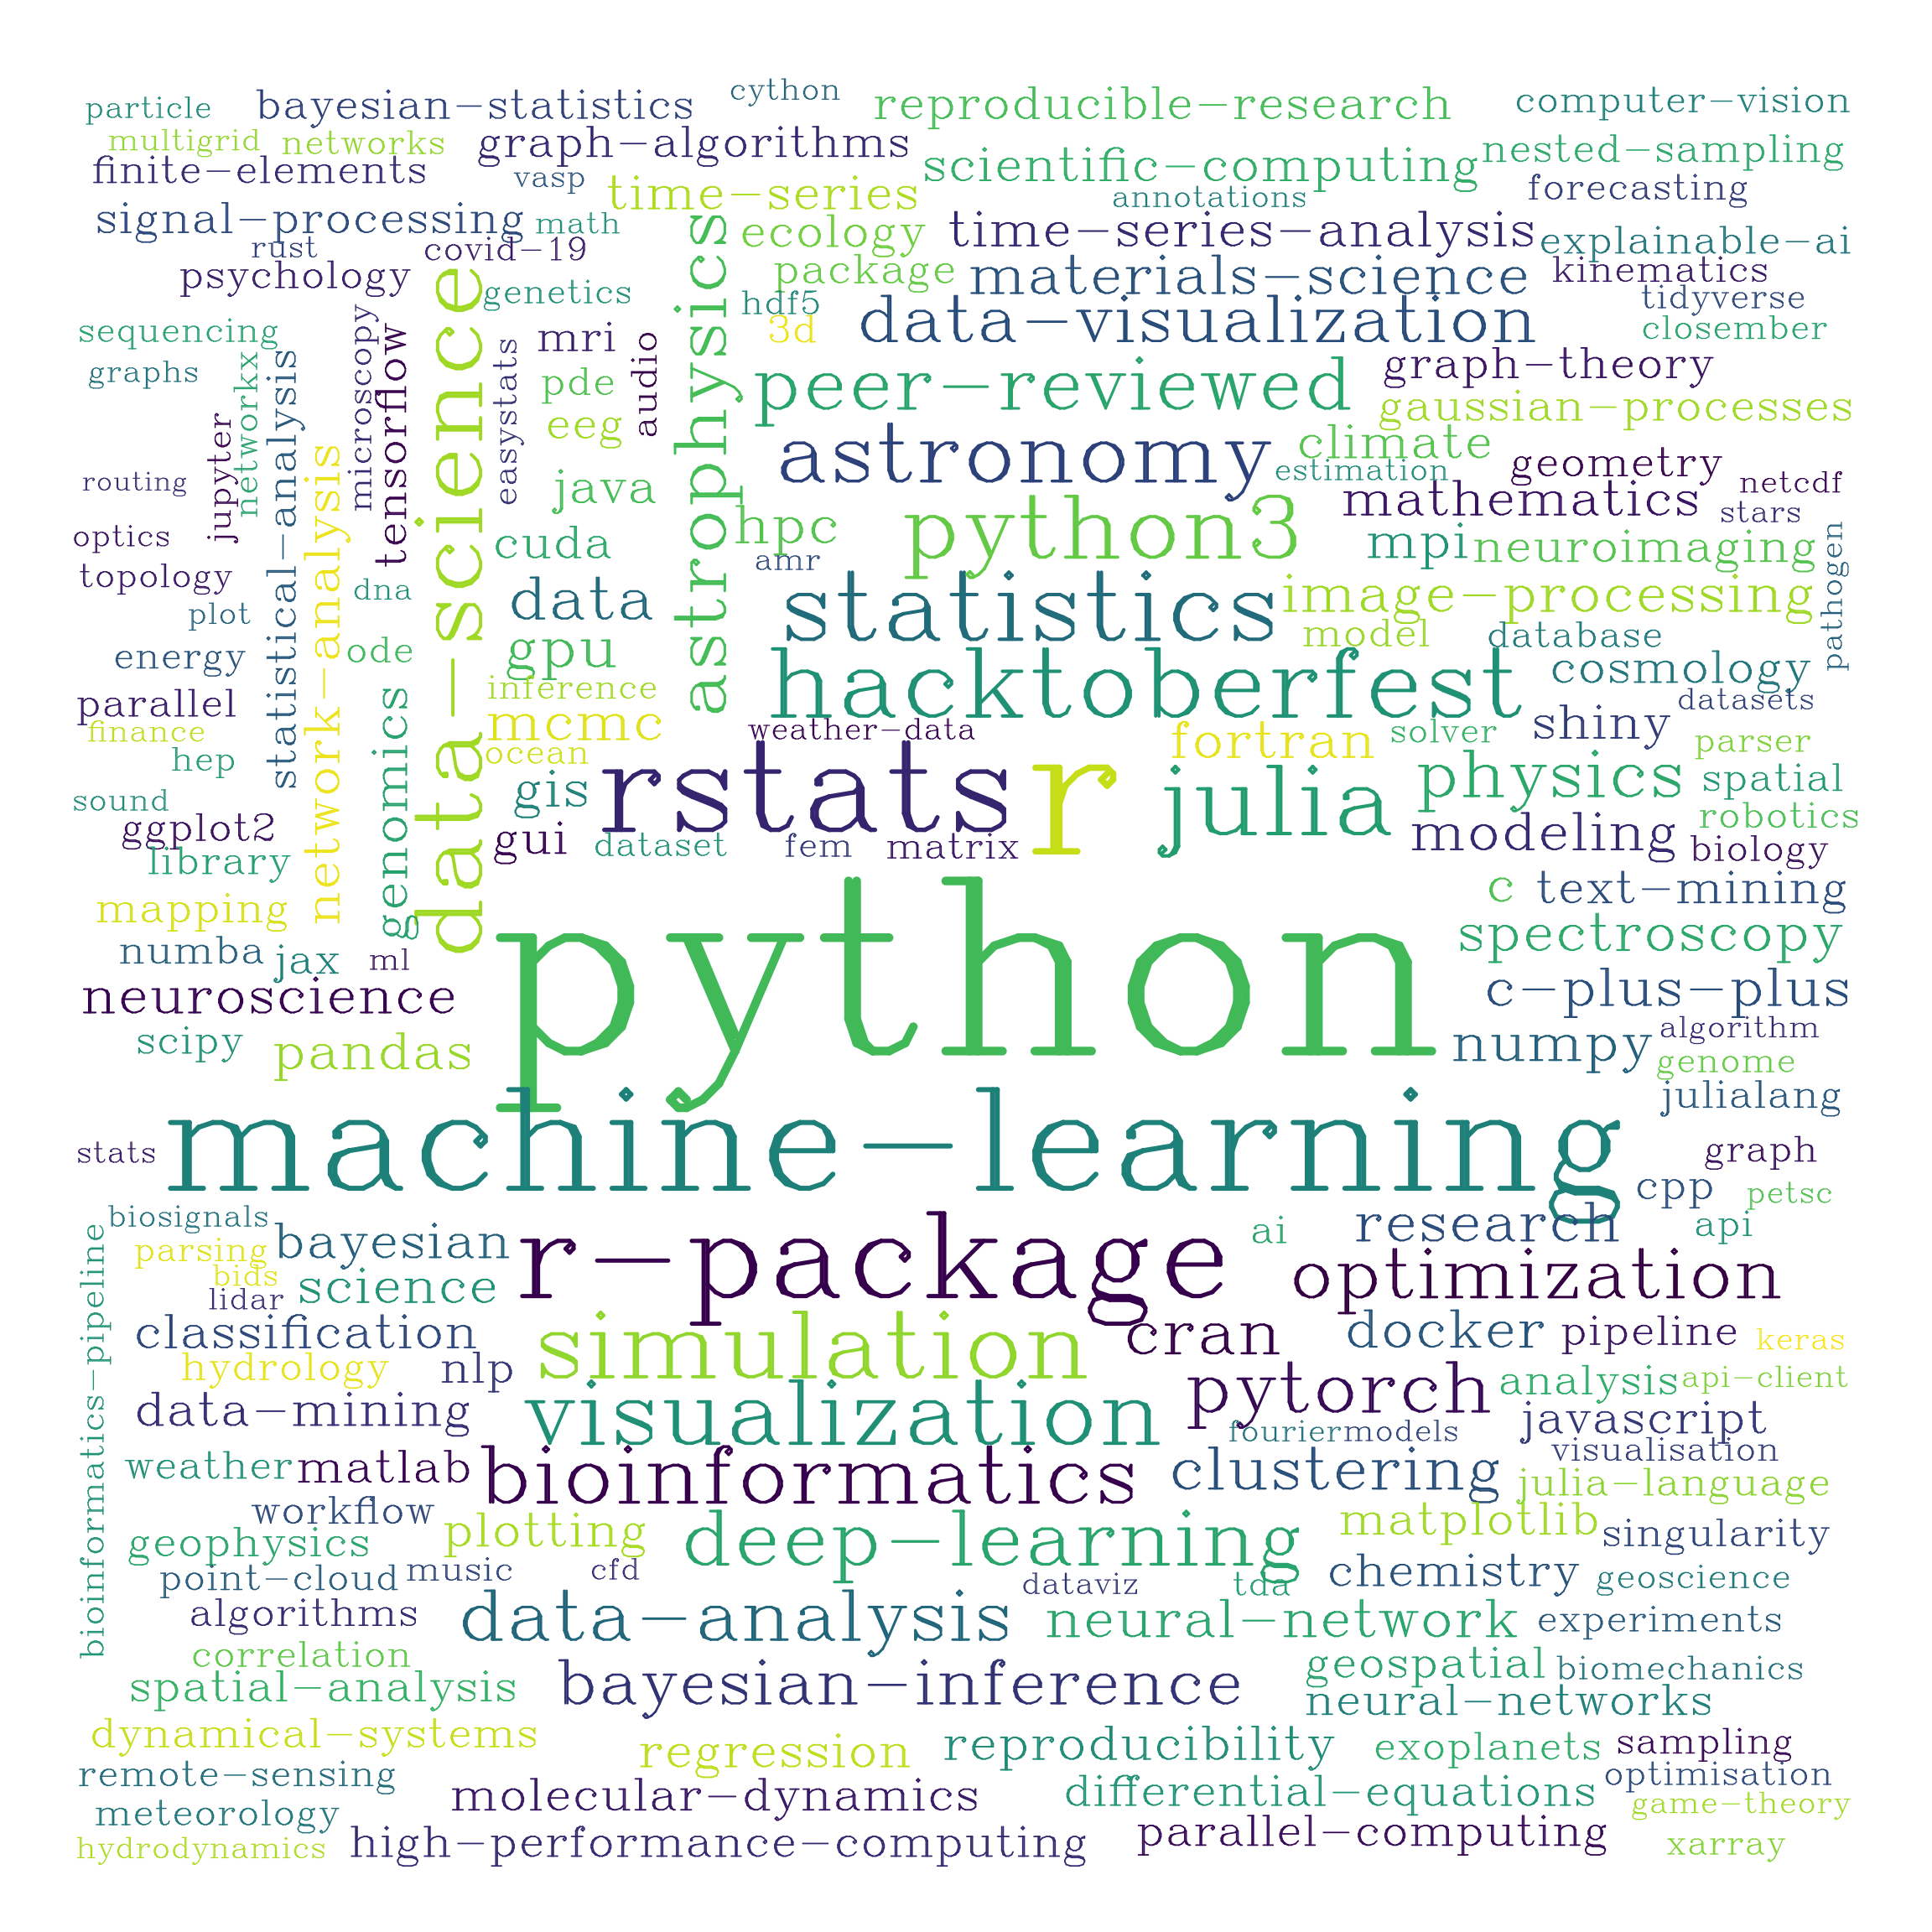 particle
bayesian-statistics
cython
reproducible-research
computer-vision
multigrid
networks
graph-algorithms
scientific-computing
nested-sampling
finite-elements
vasp
time-series
annotations
forecasting
signal-processing
math
astrophysics
ecology
time-series-analysis
explainable-ai
rust
covid-19
psychology
data-science
genetics
package
materials-science
kinematics
hdf5
tidyverse
sequencing
microscopy
tensorflow
easystats
mri
audio
3d
data-visualization
closember
graphs
networkx
statistical-analysis
pde
peer-reviewed
graph-theory
eeg
gaussian-processes
jupyter
network-analysis
astronomy
climate
estimation
geometry
routing
java
python3
mathematics
netcdf
stars
optics
cuda
hpc
amr
mpi
neuroimaging
pathogen
topology
dna
data
statistics
image-processing
plot
model
database
energy
ode
gpu
hacktoberfest
cosmology
parallel
genomics
inference
datasets
finance
mcmc
weather-data
fortran
solver
shiny
parser
hep
ocean
sound
gis
rstats
r
julia
physics
spatial
robotics
ggplot2
gui
dataset
fem
matrix
modeling
biology
library
c
text-mining
mapping
python
spectroscopy
numba
jax
ml
neuroscience
c-plus-plus
scipy
pandas
numpy
algorithm
genome
julialang
machine-learning
stats
graph
cpp
petsc
biosignals
bioinformatics-pipeline
parsing
bayesian
r-package
ai
research
api
bids
lidar
science
optimization
classification
simulation
cran
docker
pipeline
keras
hydrology
nlp
pytorch
analysis
api-client
data-mining
visualization
fourier
models
javascript
visualisation
weather
matlab
bioinformatics
clustering
julia-language
workflow
plotting
deep-learning
matplotlib
singularity
geophysics
point-cloud
music
cfd
dataviz
tda
chemistry
geoscience
algorithms
data-analysis
neural-network
experiments
correlation
spatial-analysis
bayesian-inference
geospatial
biomechanics
neural-networks
dynamical-systems
regression
reproducibility
exoplanets
sampling
remote-sensing
molecular-dynamics
differential-equations
optimisation
meteorology
game-theory
hydrodynamics
high-performance-computing
parallel-computing
xarray